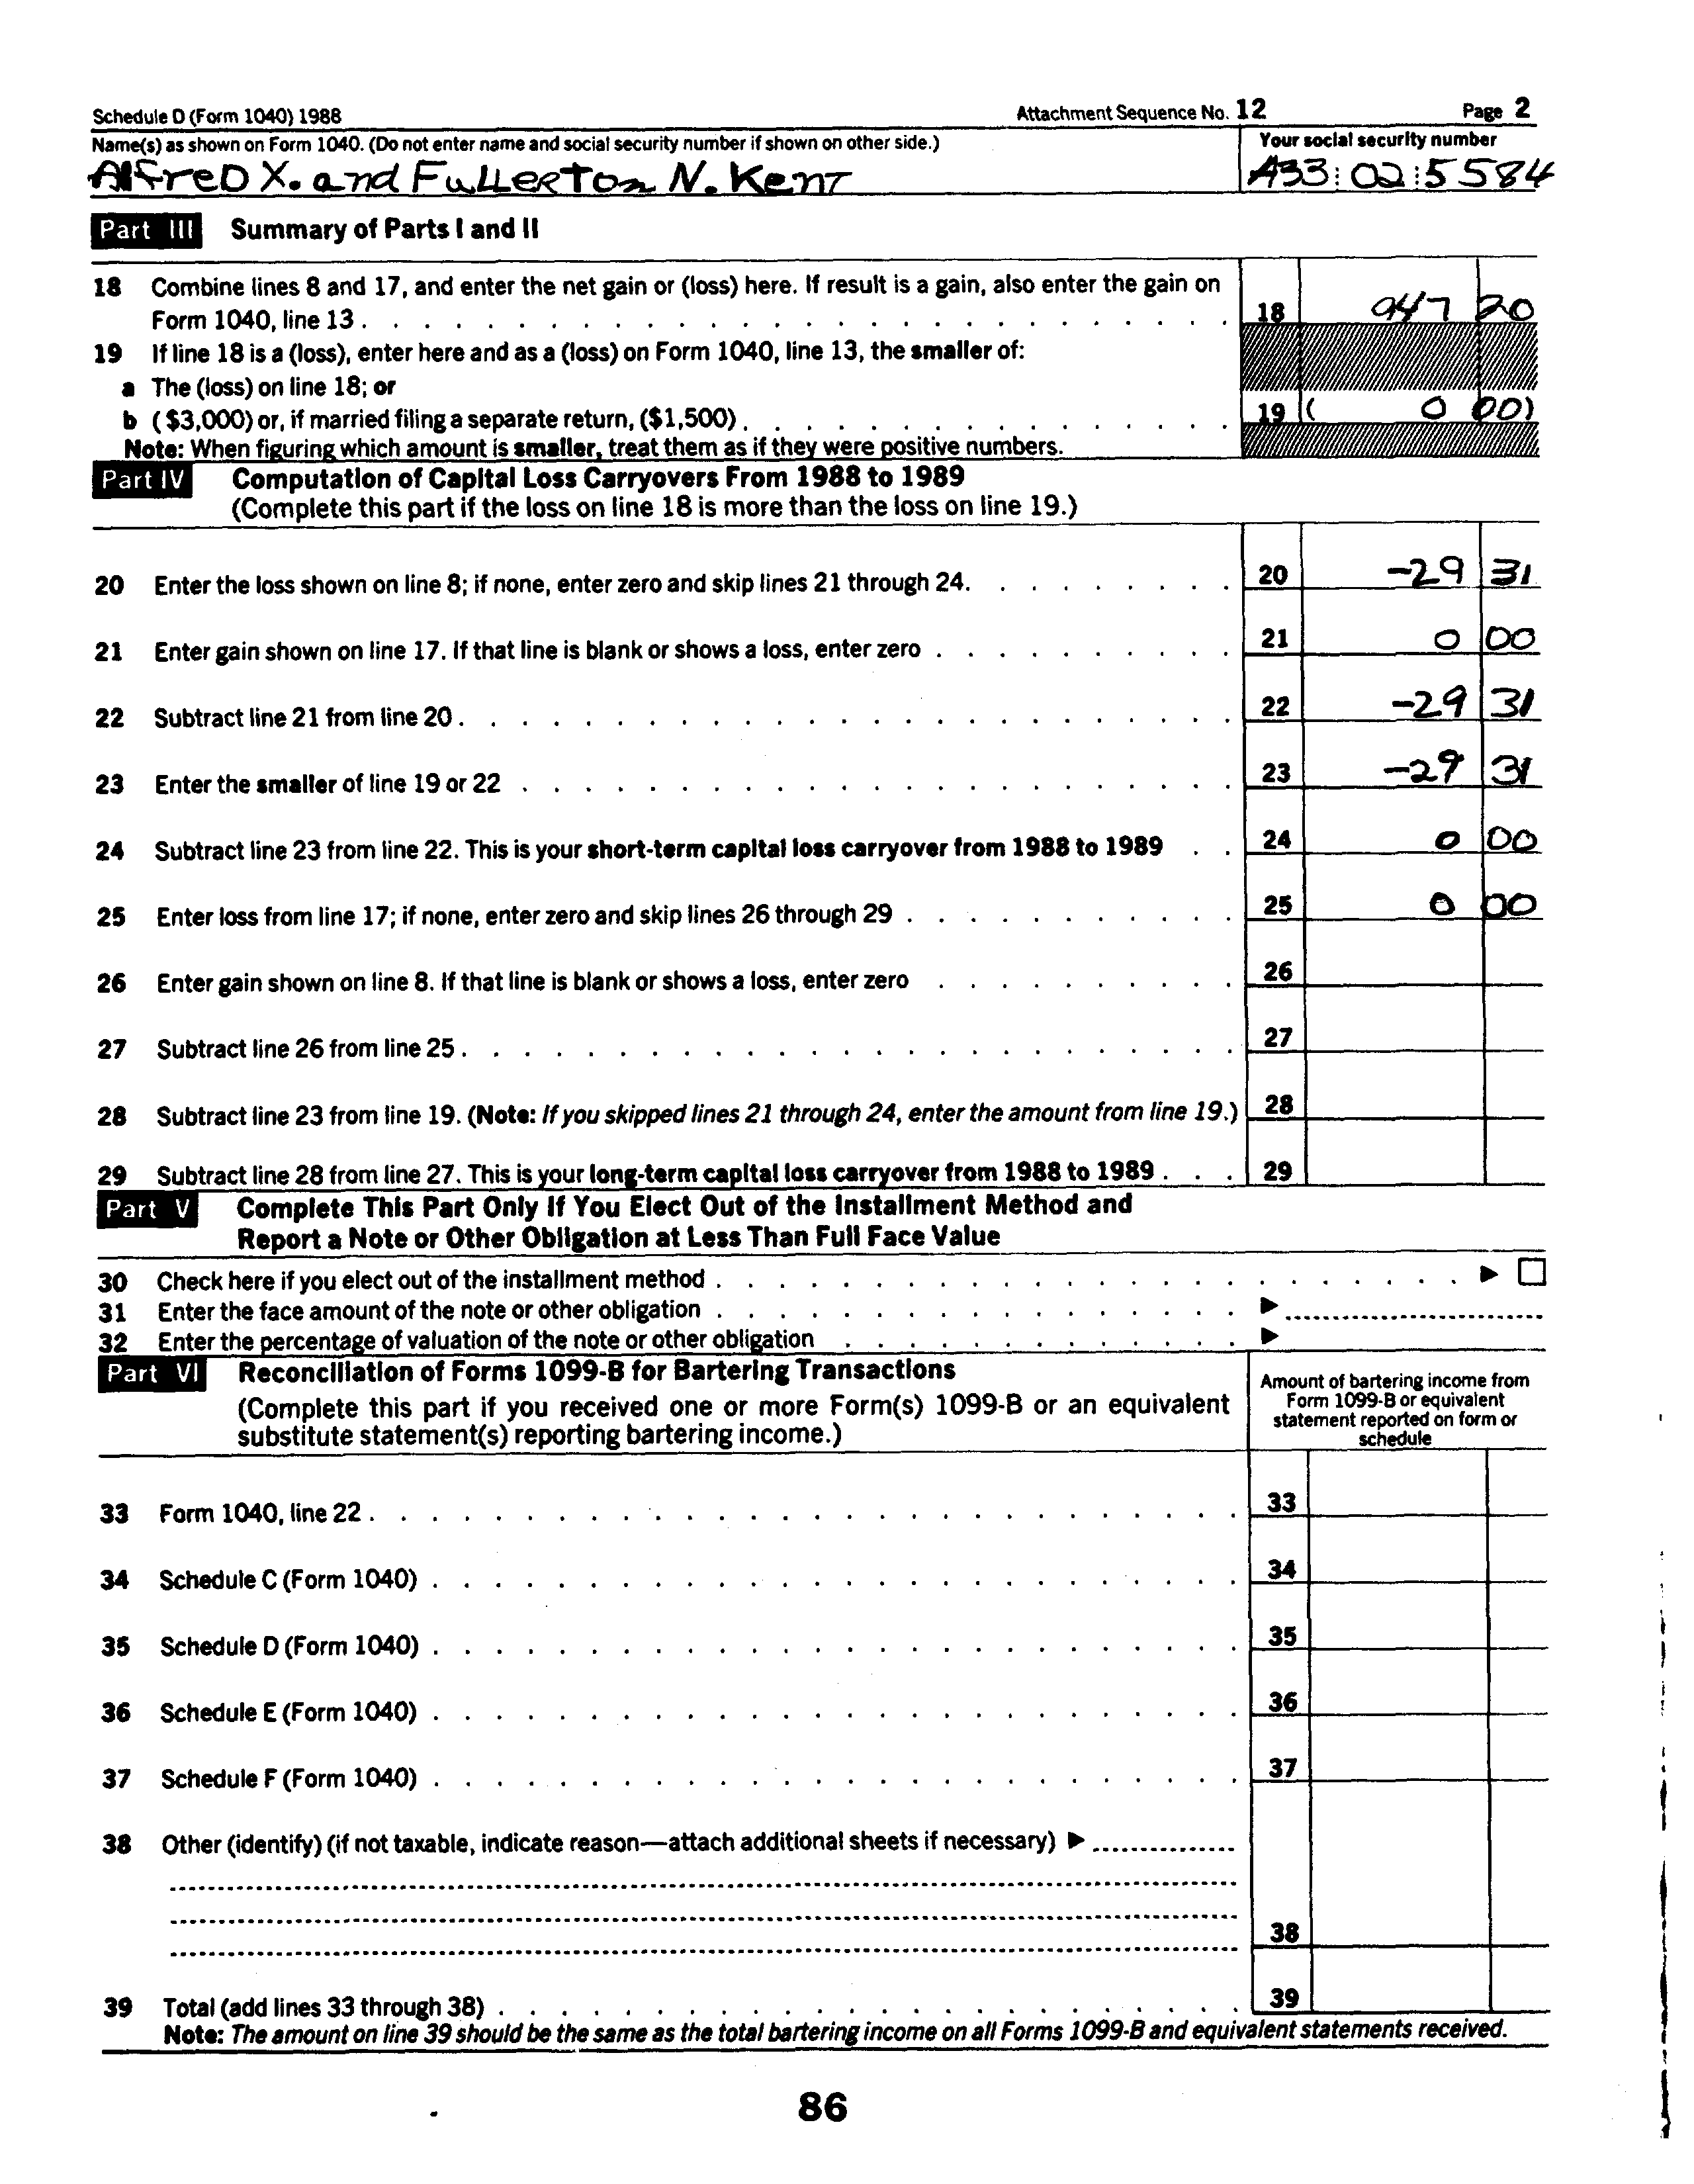 Schedule D (Form 1040) 1988 Attachment Sequence No. 12 Page 2
Name(s) as shown on Form 1040. (Do not enter name and social security number if shown on other side.) Your social security number
AlfreD X. and FuLLerTon N. KenT A33:02:5584
Part III Summary of Parts I and II
18 Combine lines 8 and 17, and enter the net gain or (loss) here. If result is a gain, also enter the gain on
Form 1040, line 13 . . . . . . . . . . . . . . . . . . . . . . . . . . . . 18 947 20
19 If line 18 is a (loss), enter here and as a (loss) on Form 1040, line 13, the smaller of:
a The (loss) on line 18; or
b ($3,000) or, if married filing a separate return, ($1,500) . . . . . . . . . . . . . . . . 19 ( 0 00)
Note: When figuring which amount is smaller, treat them as if they were positive numbers.
Part IV Computation of Capital Loss Carryovers From 1988 to 1989
(Complete this part if the loss on line 18 is more than the loss on line 19.)
20 Enter the loss shown on line 8; if none, enter zero and skip lines 21 through 24. . . . . . . . . 20 -29 31
21 Enter gain shown on line 17. If that line is blank or shows a loss, enter zero . . . . . . . . . . 21 0 00
22 Subtract line 21 from line 20 . . . . . . . . . . . . . . . . . . . . . . . . . 22 -29 31
23 Enter the smaller of line 19 or 22 . . . . . . . . . . . . . . . . . . . . . . . 23 -29 31
24 Subtract line 23 from line 22. This is your short-term capital loss carryover from 1988 to 1989 . . 24 0 00
25 Enter loss from line 17; if none, enter zero and skip lines 26 through 29 . . . . . . . . . . . 25 0 00
26 Enter gain shown on line 8. If that line is blank or shows a loss, enter zero . . . . . . . . . . 26
27 Subtract line 26 from line 25 . . . . . . . . . . . . . . . . . . . . . . . . . 27
28 Subtract line 23 from line 19. (Note: If you skipped lines 21 through 24, enter the amount from line 19.) 28
29 Subtract line 28 from line 27. This is your long-term capital loss carryover from 1988 to 1989 . . . 29
Part V Complete This Part Only If You Elect Out of the Installment Method and
Report a Note or Other Obligation at Less Than Full Face Value
30 Check here if you elect out of the installment method . . . . . . . . . . . . . . . . . . . . . . . . ▶ ☐
31 Enter the face amount of the note or other obligation . . . . . . . . . . . . . . . . . ▶
32 Enter the percentage of valuation of the note or other obligation . . . . . . . . . . . . . ▶
Part VI Reconciliation of Forms 1099-B for Bartering Transactions
(Complete this part if you received one or more Form(s) 1099-B or an equivalent
substitute statement(s) reporting bartering income.)
Amount of bartering income from
Form 1099-B or equivalent
statement reported on form or
schedule
33 Form 1040, line 22 . . . . . . . . . . . . . . . . . . . . . . . . . . . . 33
34 Schedule C (Form 1040) . . . . . . . . . . . . . . . . . . . . . . . . . . 34
35 Schedule D (Form 1040) . . . . . . . . . . . . . . . . . . . . . . . . . . 35
36 Schedule E (Form 1040) . . . . . . . . . . . . . . . . . . . . . . . . . . 36
37 Schedule F (Form 1040) . . . . . . . . . . . . . . . . . . . . . . . . . . 37
38 Other (identify) (if not taxable, indicate reason—attach additional sheets if necessary) ▶
38
39 Total (add lines 33 through 38) . . . . . . . . . . . . . . . . . . . . . . . . 39
Note: The amount on line 39 should be the same as the total bartering income on all Forms 1099-B and equivalent statements received.
86